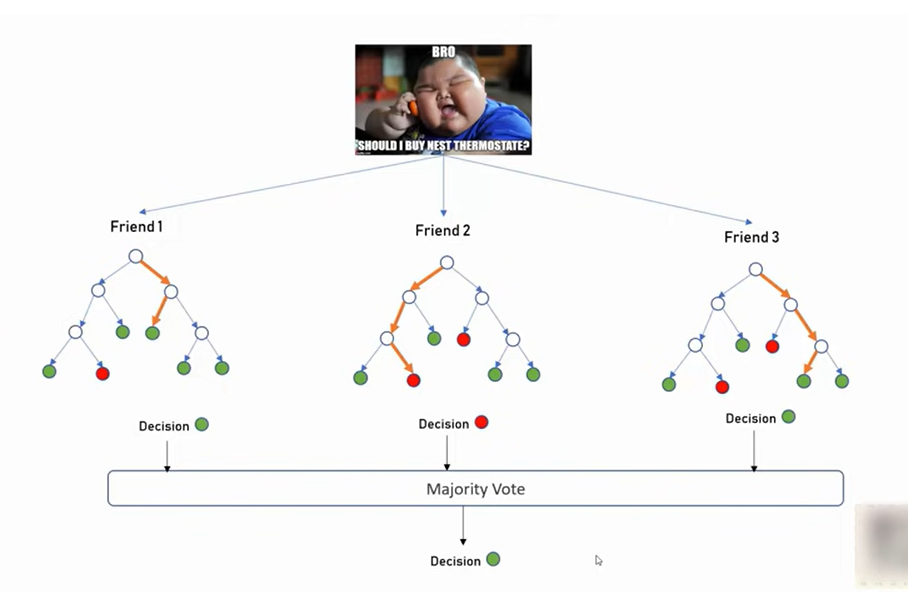 BRO
SHOULD I BUY NEST THERMOSTATE?
Friend 1
Friend 2
Friend 3
Decision
Decision
Decision
Majority Vote
Decision